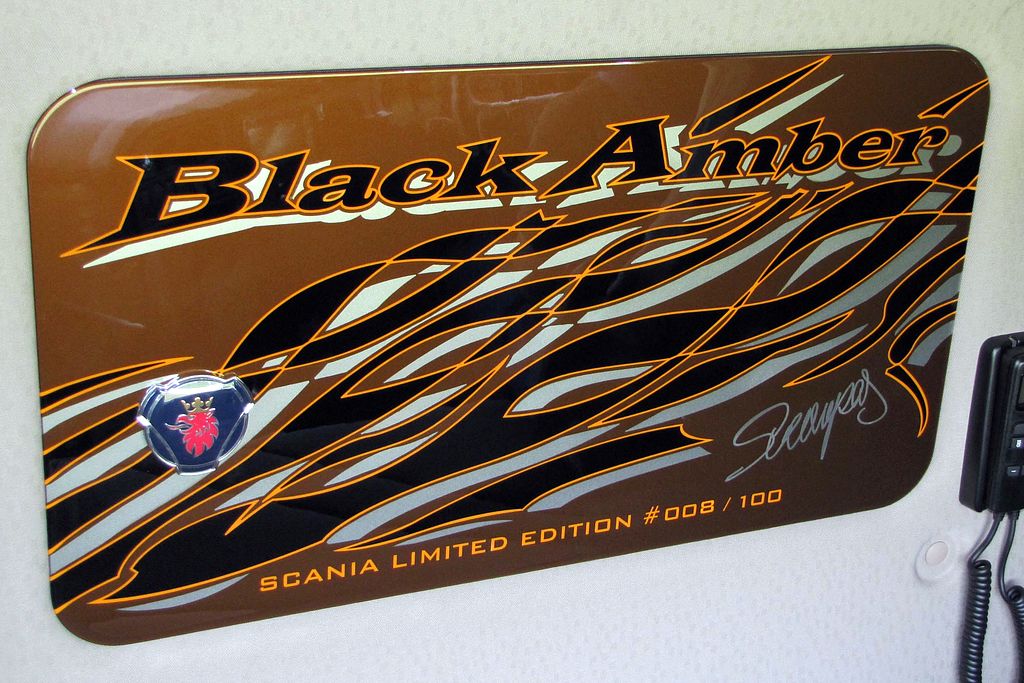 Black Amber
SCANIA LIMITED EDITION #008 / 100